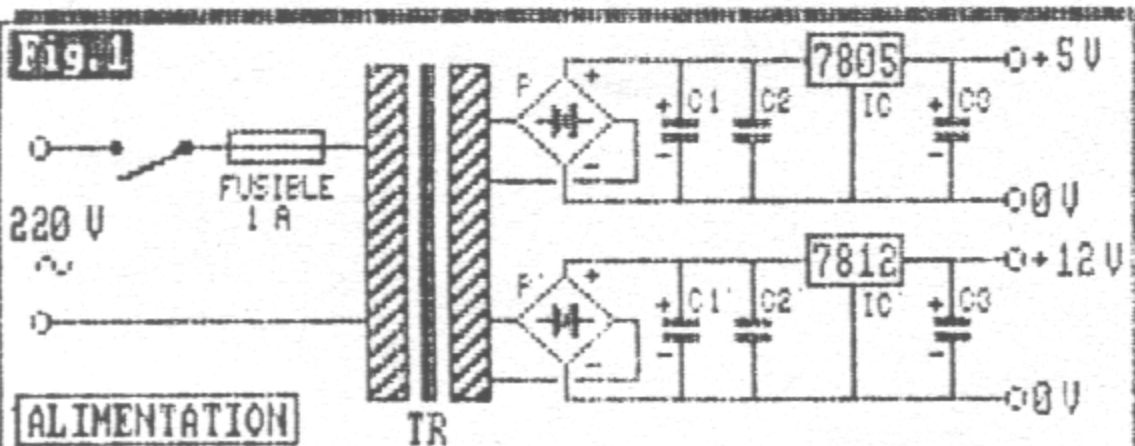 Fig.1
7805
+5 V
P
+
+
C1
C2
IC
+
C3
-
-
-
FUSIBLE
1 A
0 V
220 V
~
7812
+12 V
P'
+
+
C1'
C2'
IC'
+
C3
-
-
-
0 V
ALIMENTATION
TR